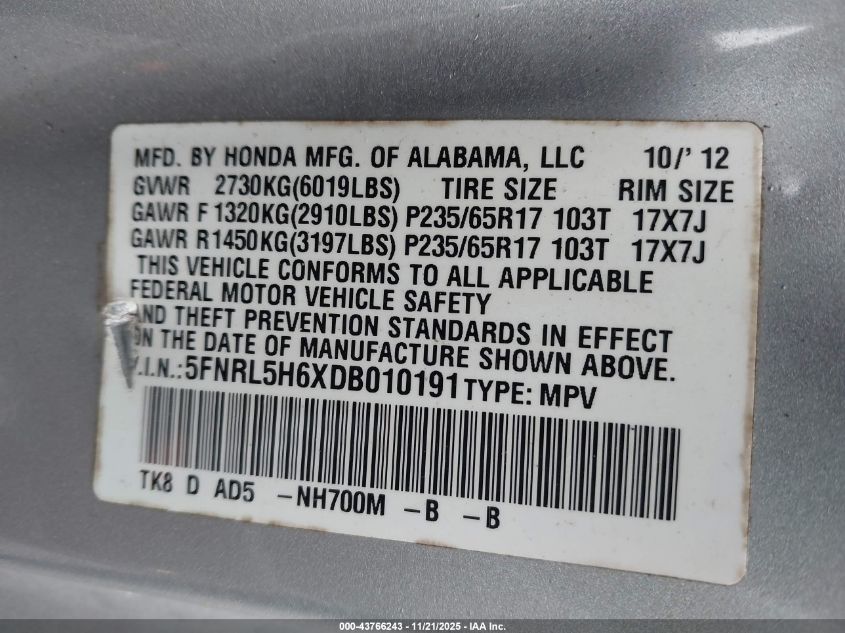 MFD. BY HONDA MFG. OF ALABAMA, LLC 10/' 12
GVWR 2730KG(6019LBS) TIRE SIZE RIM SIZE
GAWR F 1320KG(2910LBS) P235/65R17 103T 17X7J
GAWR R1450KG(3197LBS) P235/65R17 103T 17X7J
THIS VEHICLE CONFORMS TO ALL APPLICABLE
FEDERAL MOTOR VEHICLE SAFETY
AND THEFT PREVENTION STANDARDS IN EFFECT
ON THE DATE OF MANUFACTURE SHOWN ABOVE.
V.I.N.:5FNRL5H6XDB010191 TYPE: MPV
TK8 D AD5 -NH700M -B -B
000-43766243 - 11/21/2025 - IAA Inc.